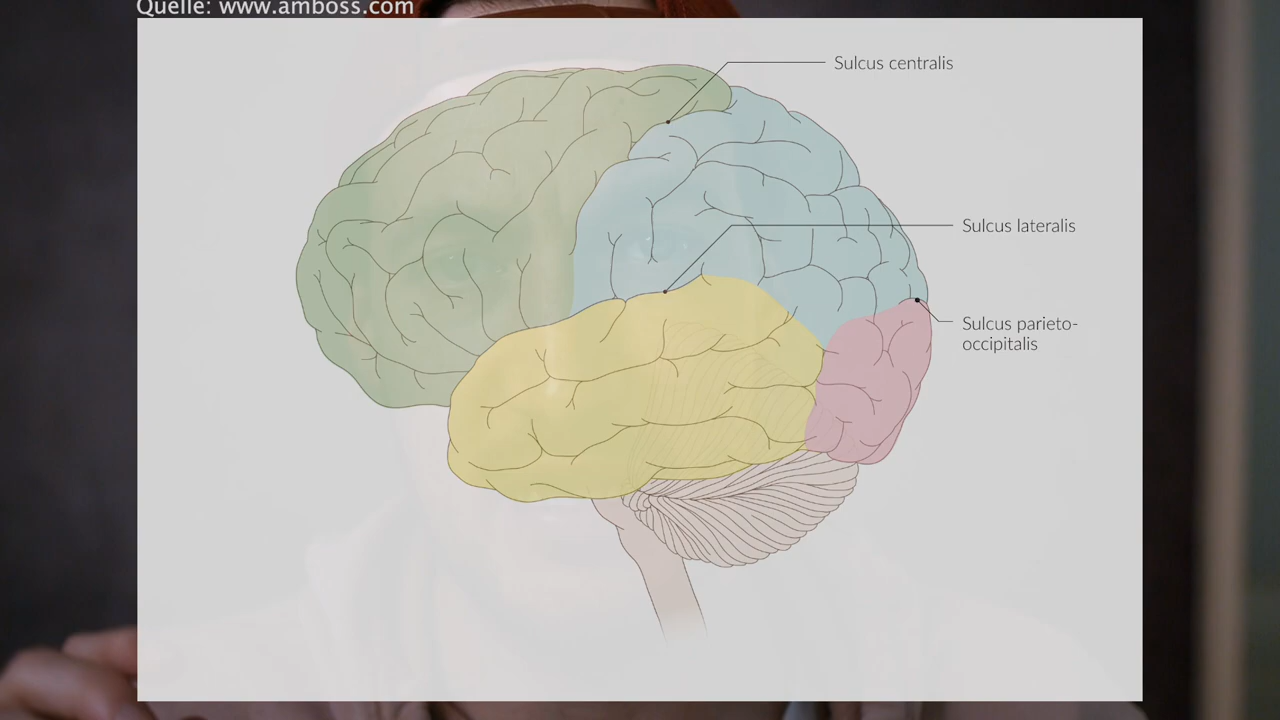 Quelle: www.amboss.com
Sulcus centralis
Sulcus lateralis
Sulcus parieto-
occipitalis